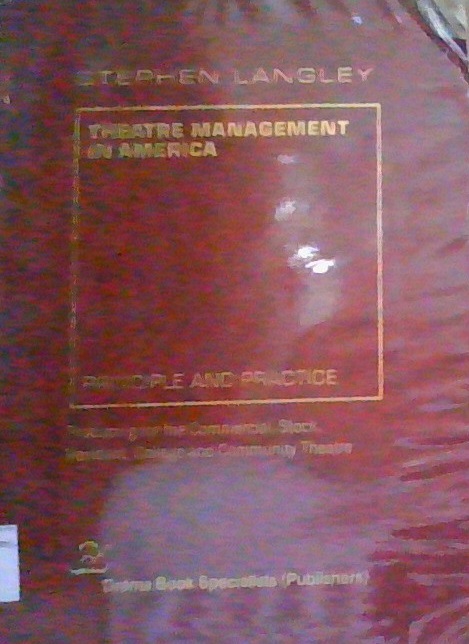 STEPHEN LANGLEY
THEATRE MANAGEMENT
IN AMERICA
PRINCIPLE AND PRACTICE
Producing for the Commercial, Stock,
Resident, College and Community Theatre
Drama Book Specialists (Publishers)